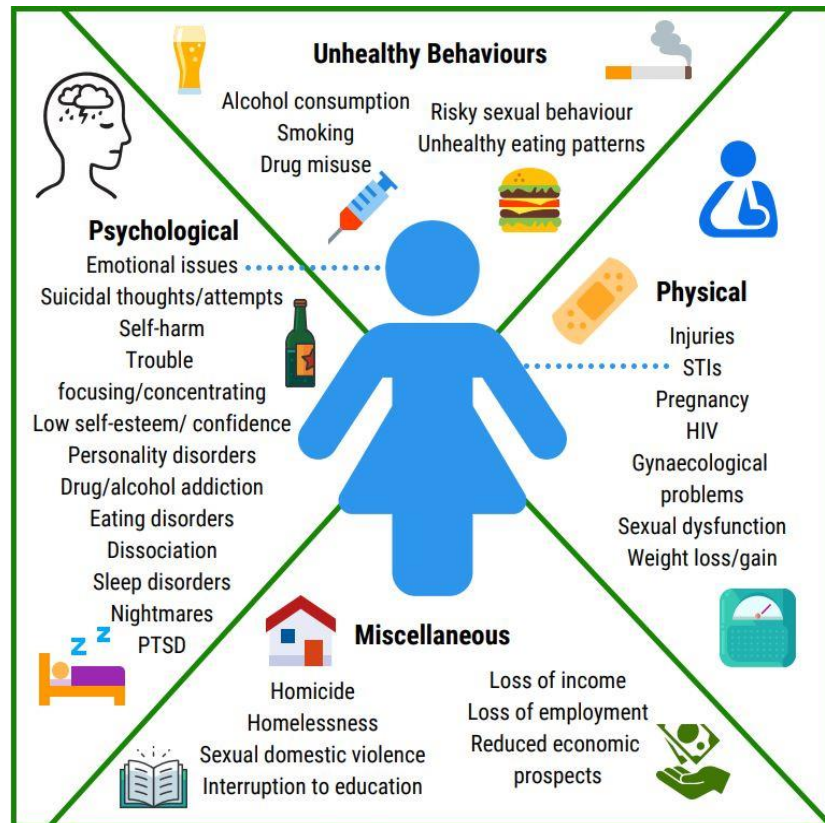 Unhealthy Behaviours
Alcohol consumption
Smoking
Drug misuse
Risky sexual behaviour
Unhealthy eating patterns
Psychological
Emotional issues
Suicidal thoughts/attempts
Self-harm
Trouble
focusing/concentrating
Low self-esteem/ confidence
Personality disorders
Drug/alcohol addiction
Eating disorders
Dissociation
Sleep disorders
Nightmares
PTSD
z z
Physical
Injuries
STIs
Pregnancy
HIV
Gynaecological
problems
Sexual dysfunction
Weight loss/gain
Miscellaneous
Homicide
Homelessness
Sexual domestic violence
Interruption to education
Loss of income
Loss of employment
Reduced economic
prospects